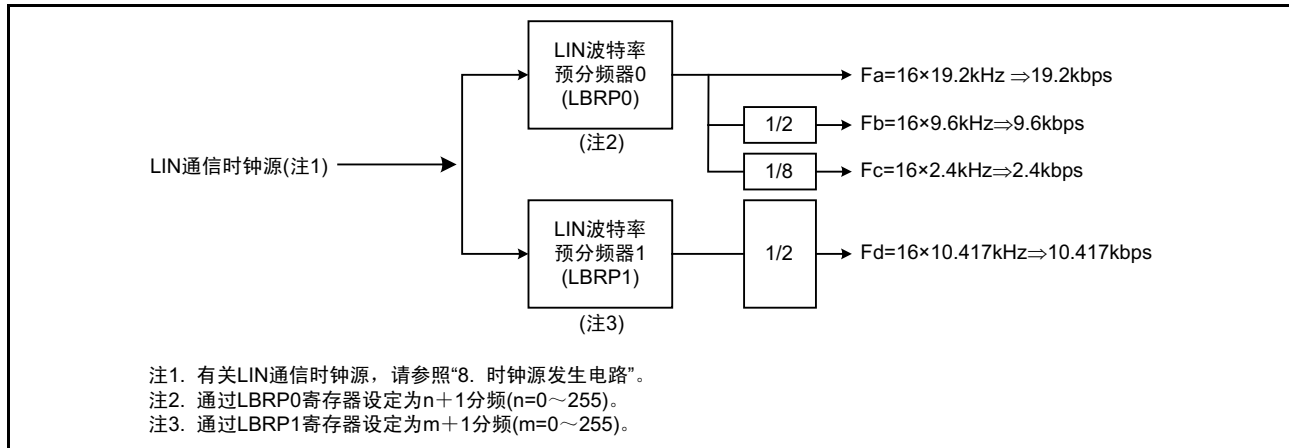 LIN波特率
预分频器0
(LBRP0)
(注2)
Fa=16×19.2kHz ⇒19.2kbps
1/2
Fb=16×9.6kHz⇒9.6kbps
1/8
Fc=16×2.4kHz⇒2.4kbps
LIN通信时钟源(注1)
LIN波特率
预分频器1
(LBRP1)
(注3)
1/2
Fd=16×10.417kHz⇒10.417kbps
注1. 有关LIN通信时钟源，请参照“8. 时钟源发生电路”。
注2. 通过LBRP0寄存器设定为n＋1分频(n=0～255)。
注3. 通过LBRP1寄存器设定为m＋1分频(m=0～255)。